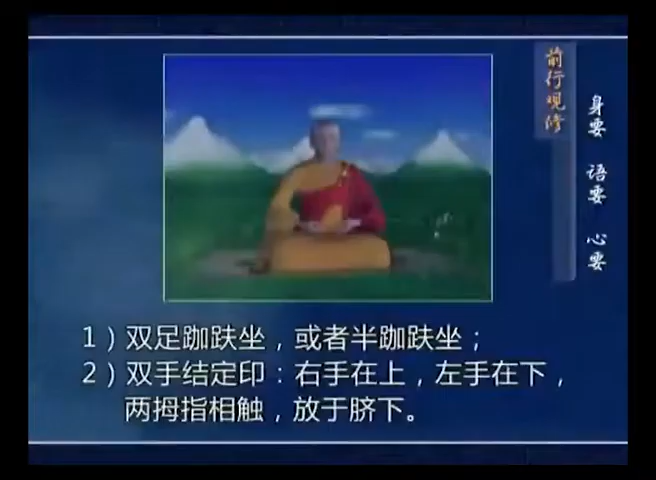 前行观修
身要 语要 心要
1）双足跏趺坐，或者半跏趺坐；
2）双手结定印：右手在上，左手在下，
两拇指相触，放于脐下。